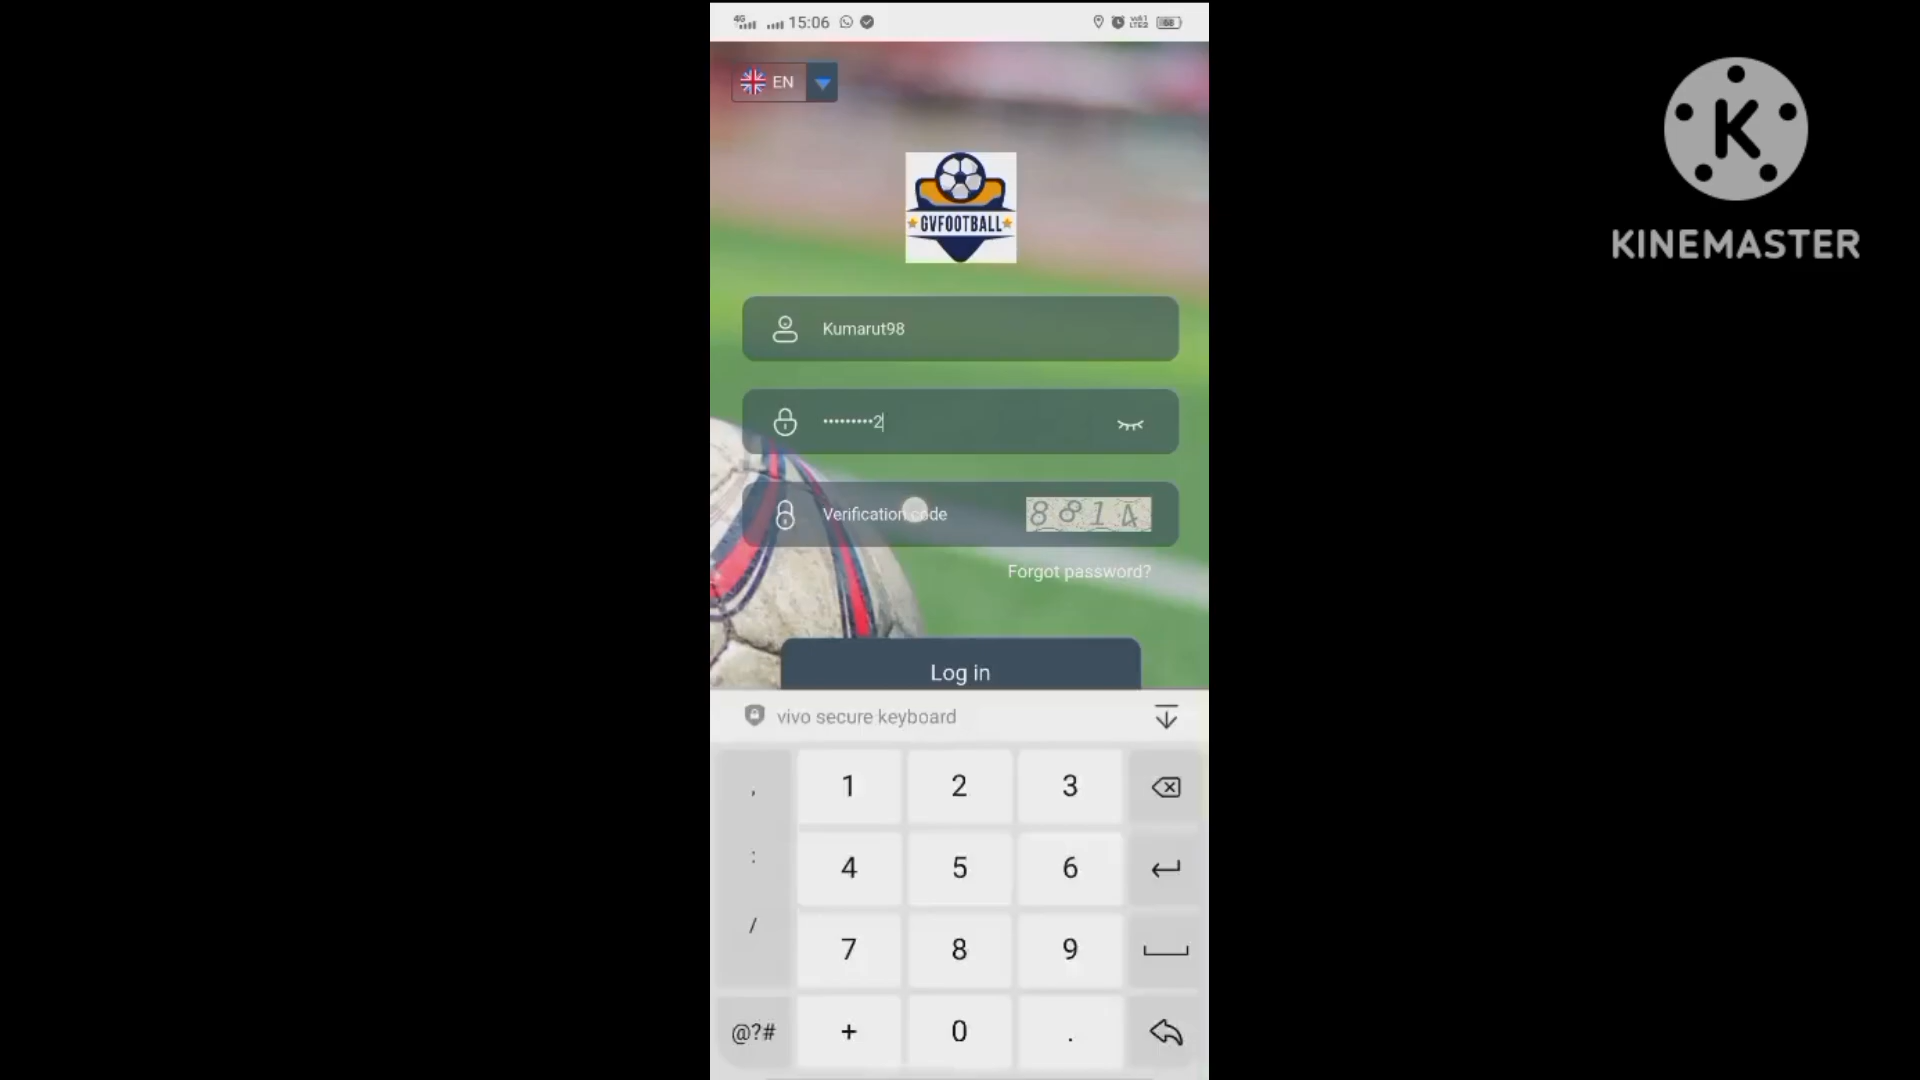 4G 15:06
EN
GVFOOTBALL
Kumarut98
•••••••••2
Verification code
8814
Forgot password?
Log in
vivo secure keyboard
, 1 2 3
: 4 5 6
/ 7 8 9
@?# + 0 .
K
KINEMASTER